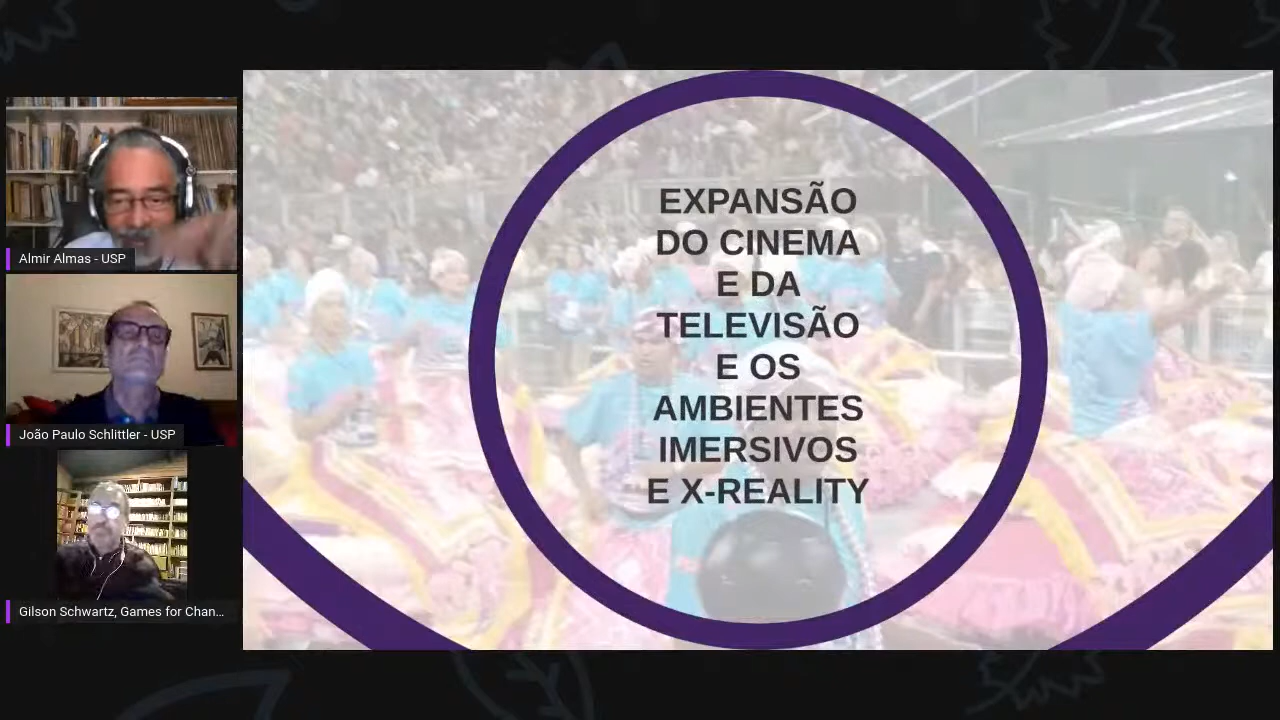 Almir Almas - USP
João Paulo Schlittler - USP
Gilson Schwartz, Games for Chan...
EXPANSÃO
DO CINEMA
E DA
TELEVISÃO
E OS
AMBIENTES
IMERSIVOS
E X-REALITY